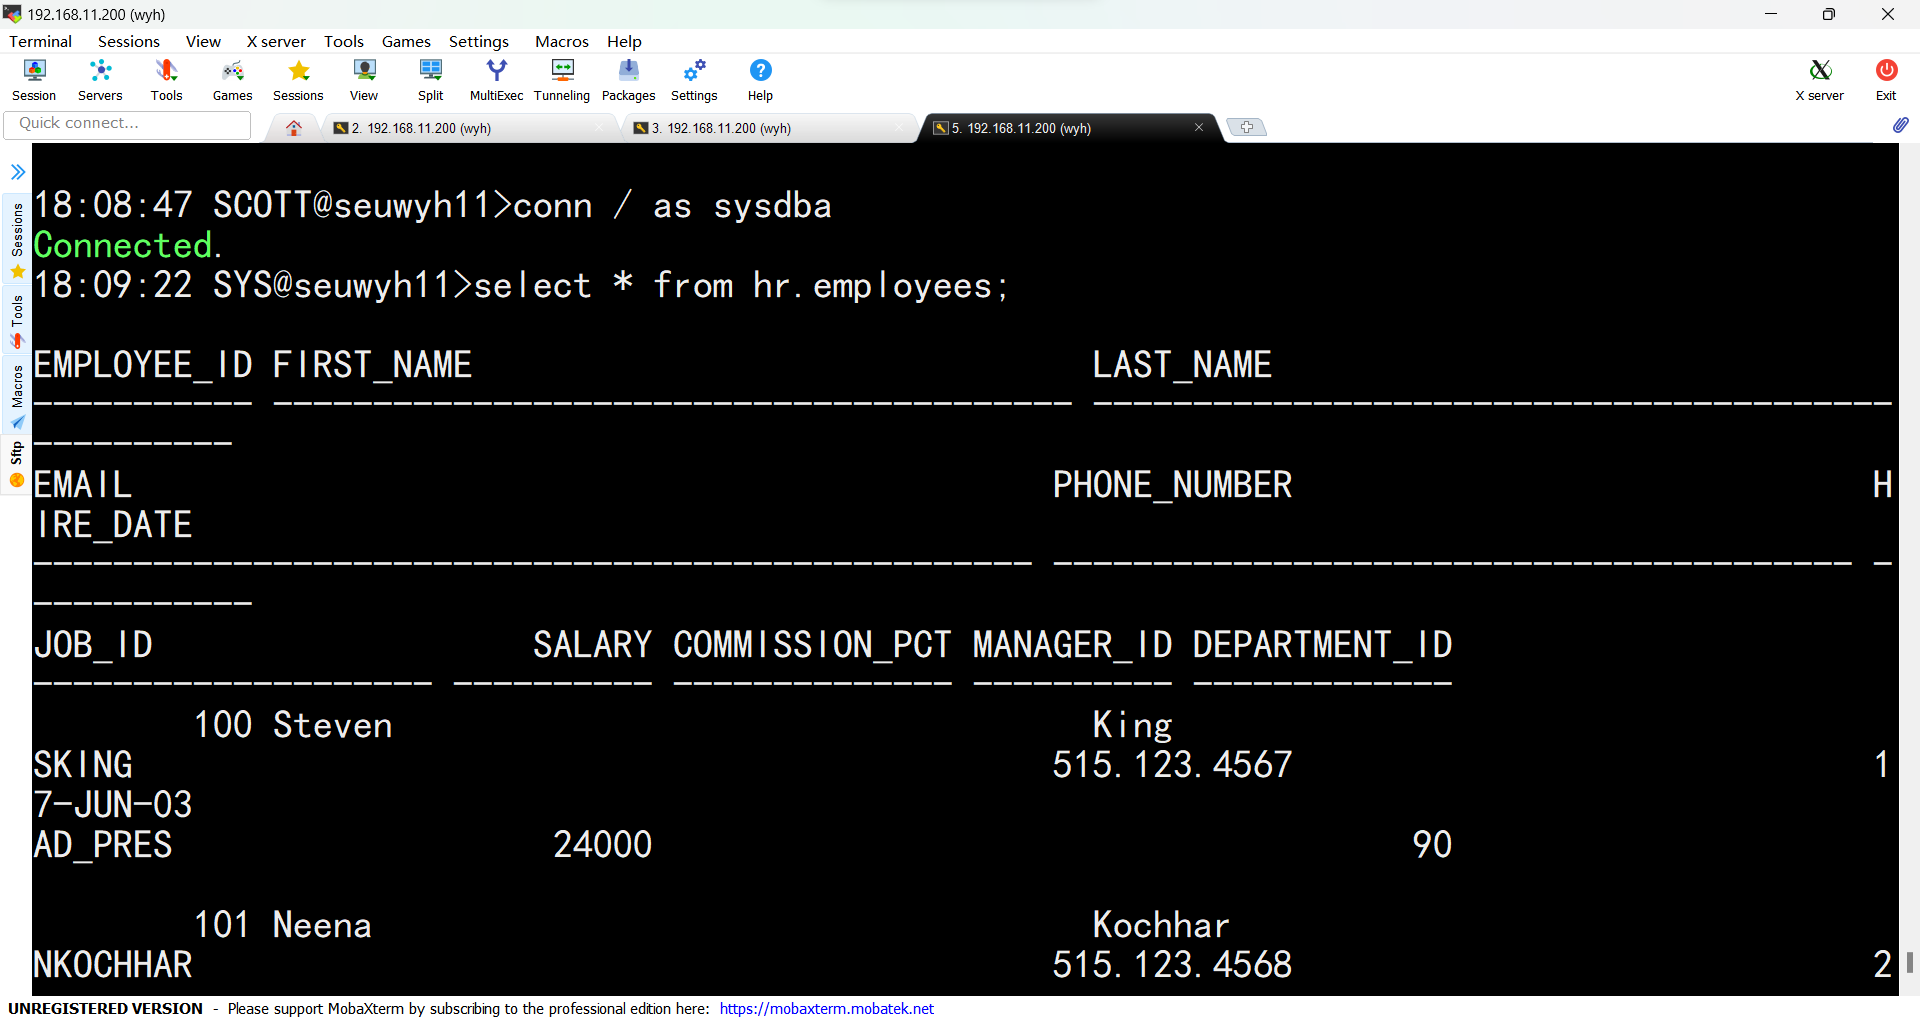 192.168.11.200 (wyh)
Terminal Sessions View X server Tools Games Settings Macros Help
Session Servers Tools Games Sessions View Split MultiExec Tunneling Packages Settings Help X server Exit
Quick connect... 2. 192.168.11.200 (wyh) 3. 192.168.11.200 (wyh) 5. 192.168.11.200 (wyh)
Sessions
Tools
Macros
Sftp
18:08:47 SCOTT@seuwyh11>conn / as sysdba
Connected.
18:09:22 SYS@seuwyh11>select * from hr.employees;
EMPLOYEE_ID FIRST_NAME LAST_NAME
----------- ---------------------------------------- ----------------------------------------
----------
EMAIL PHONE_NUMBER H
IRE_DATE
-------------------------------------------------- ---------------------------------------- -
-----------
JOB_ID SALARY COMMISSION_PCT MANAGER_ID DEPARTMENT_ID
-------------------- ---------- -------------- ---------- -------------
100 Steven King
SKING 515.123.4567 1
7-JUN-03
AD_PRES 24000 90
101 Neena Kochhar
NKOCHHAR 515.123.4568 2
UNREGISTERED VERSION - Please support MobaXterm by subscribing to the professional edition here: https://mobaxterm.mobatek.net